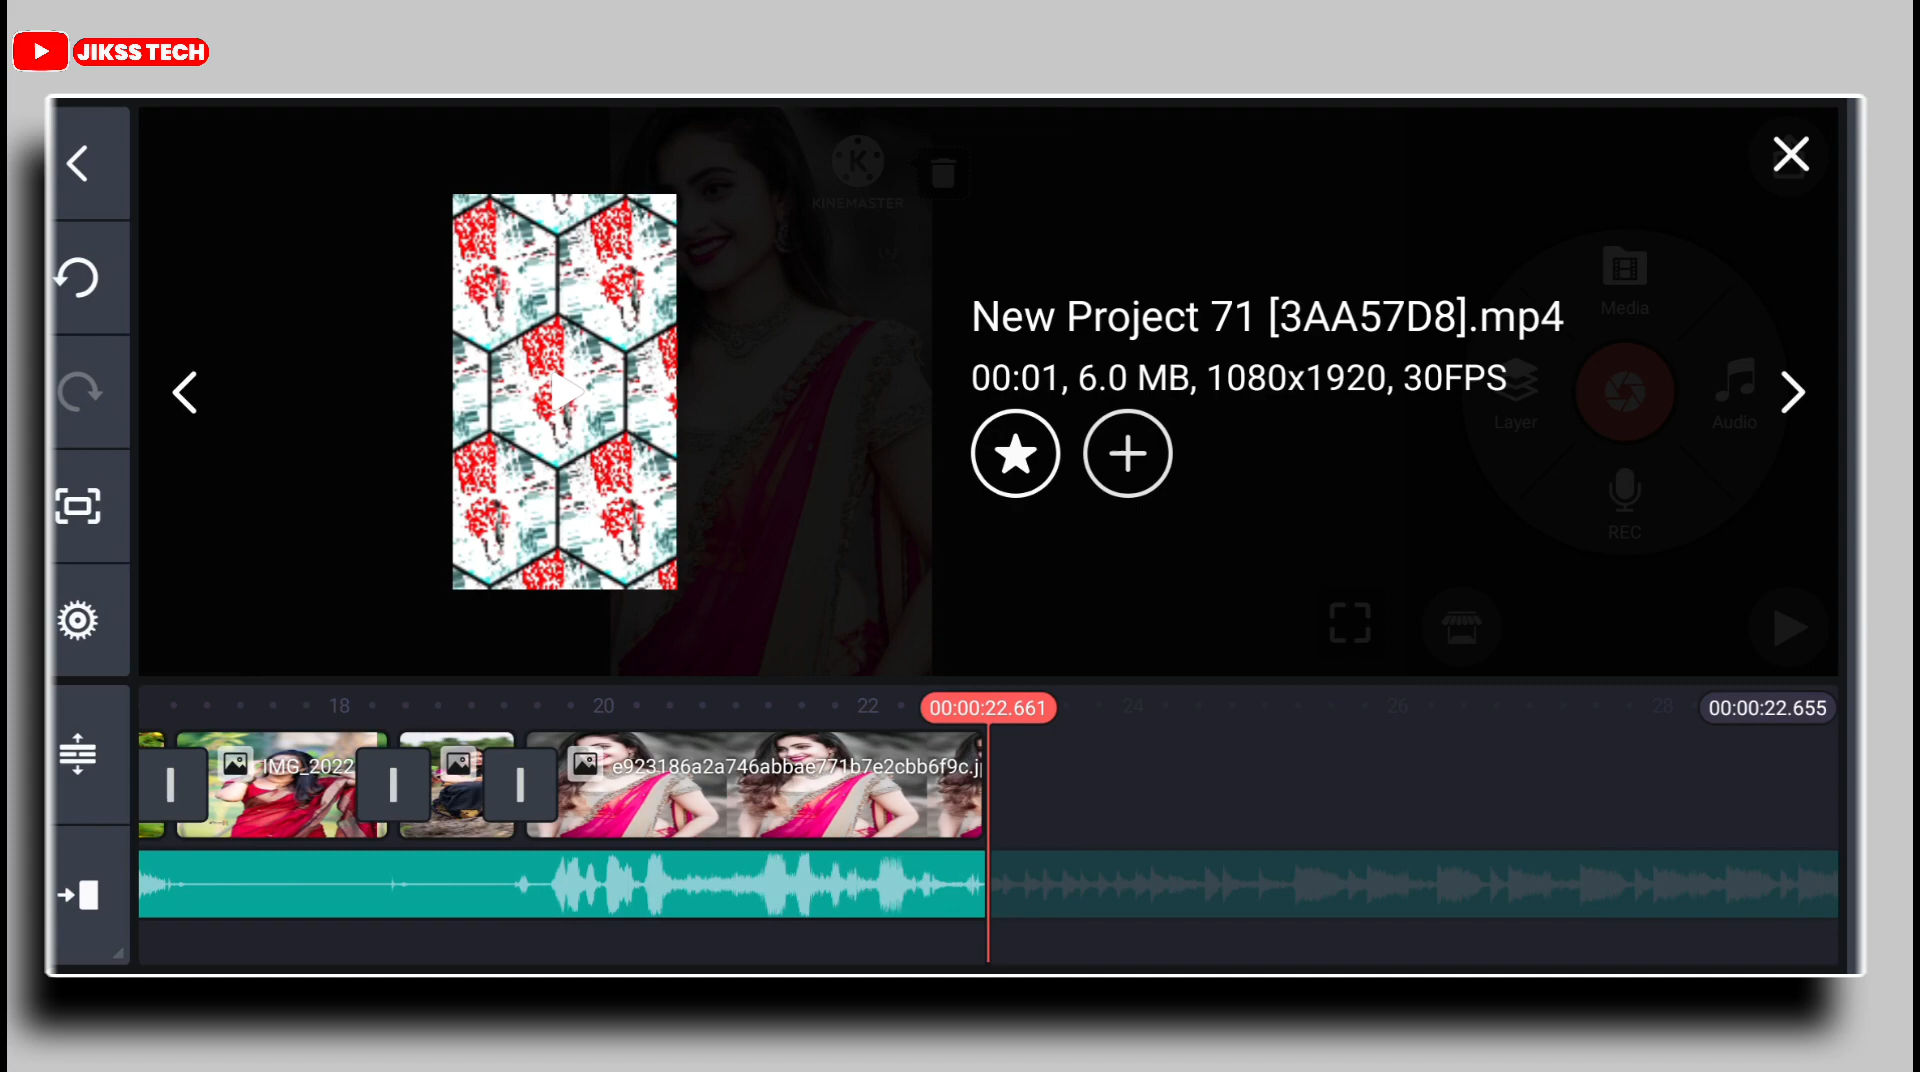 JIKSS TECH
KINEMASTER
Media
New Project 71 [3AA57D8].mp4
00:01, 6.0 MB, 1080x1920, 30FPS
Layer
Audio
REC
18
20
22
00:00:22.661
24
26
28
00:00:22.655
IMG_2022
e923186a2a746abbae771b7e2cbb6f9c.j